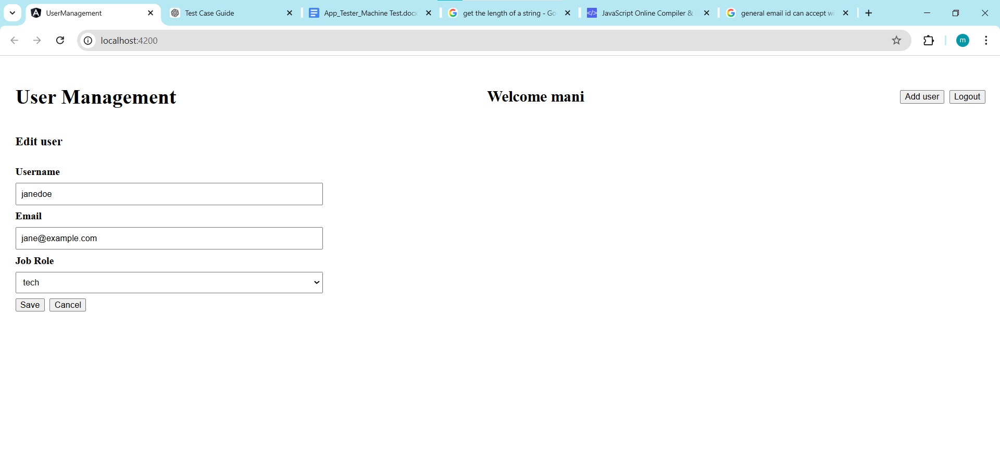 UserManagement
Test Case Guide
App_Tester_Machine Test.docx
get the length of a string - Go
JavaScript Online Compiler &
general email id can accept wi
localhost:4200
m
User Management
Welcome mani
Add user
Logout
Edit user
Username
janedoe
Email
jane@example.com
Job Role
tech
Save
Cancel